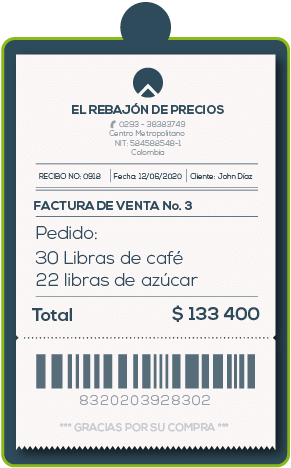 EL REBAJÓN DE PRECIOS
0293 - 38383749
Centro Metropolitano
NIT: 584588548-1
Colombia
RECIBO NO: 0918 Fecha: 12/06/2020 Cliente: John Díaz
FACTURA DE VENTA No. 3
Pedido:
30 Libras de café
22 libras de azúcar
Total $ 133 400
8320203928302
*** GRACIAS POR SU COMPRA ***